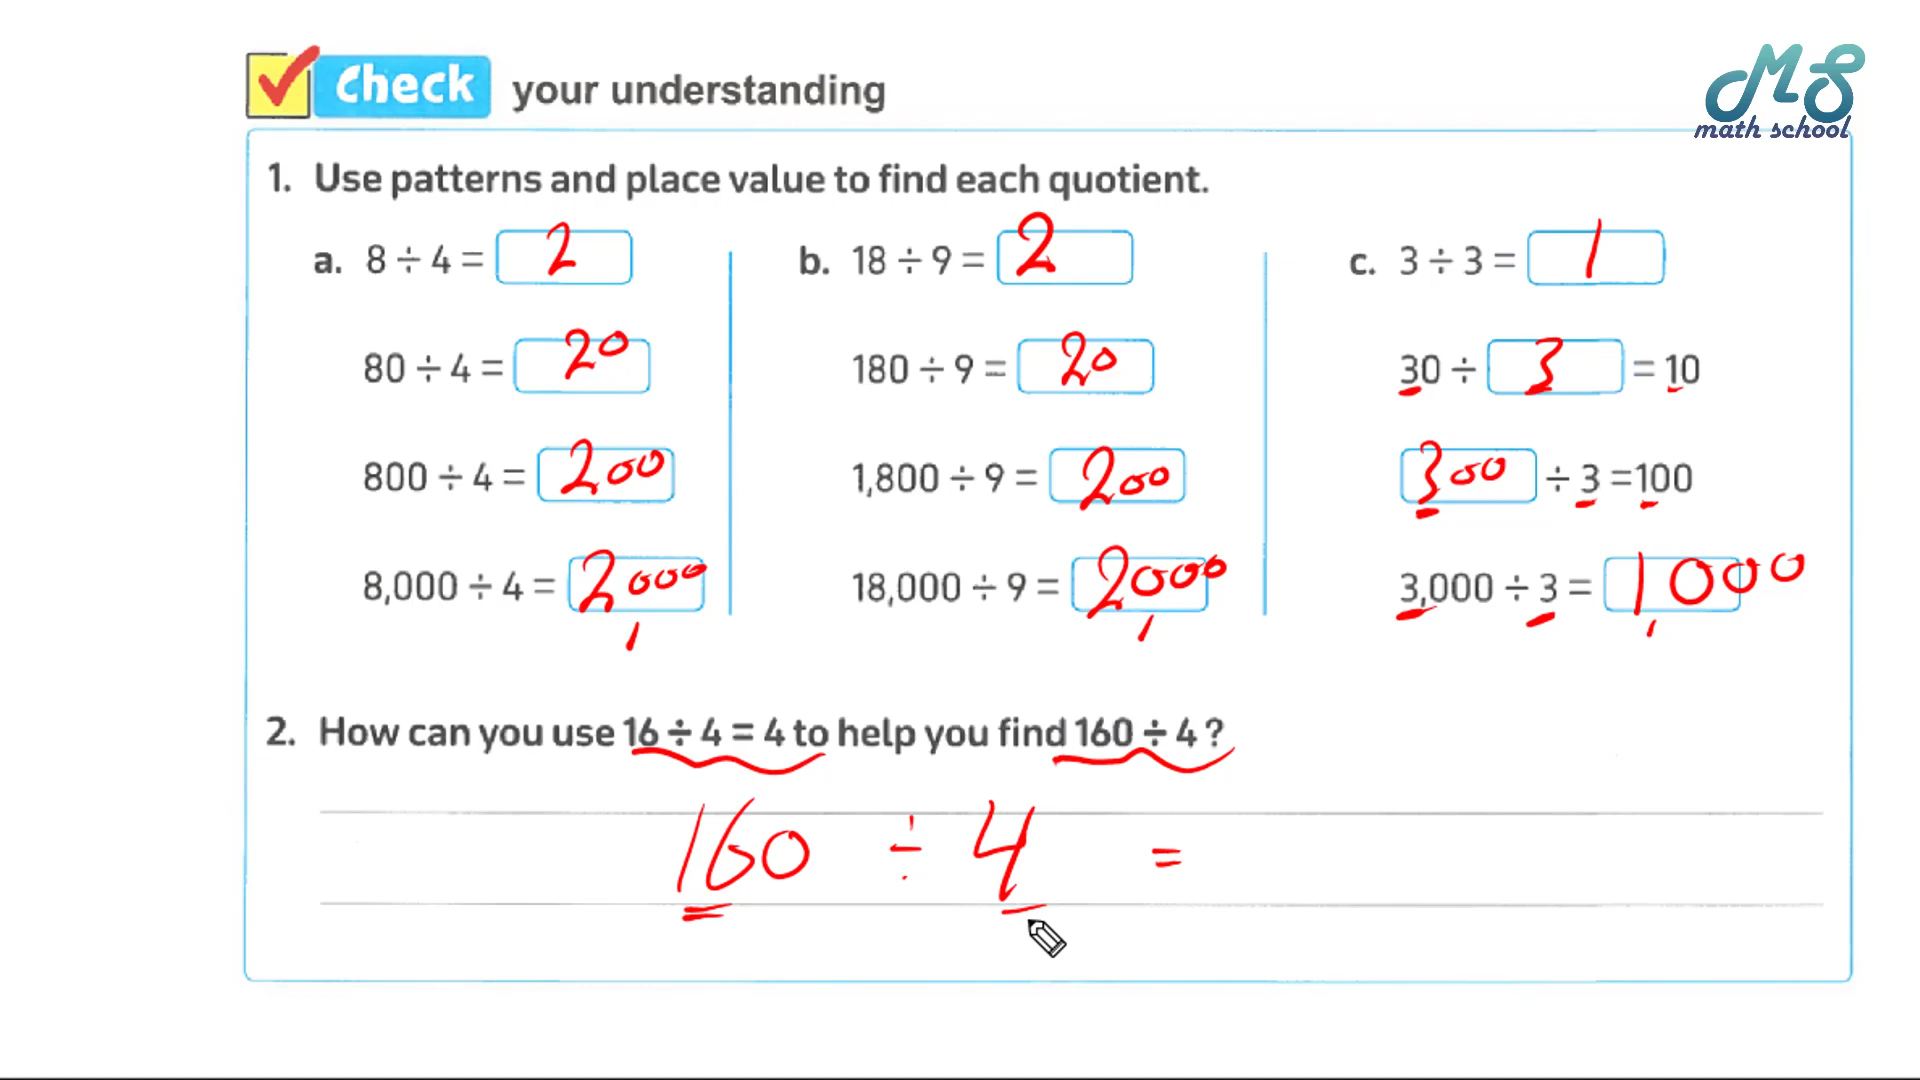 Check your understanding
MS
math school
1. Use patterns and place value to find each quotient.
a. 8 ÷ 4 = 2
b. 18 ÷ 9 = 2
c. 3 ÷ 3 = 1
80 ÷ 4 = 20
180 ÷ 9 = 20
30 ÷ 3 = 10
800 ÷ 4 = 200
1,800 ÷ 9 = 200
300 ÷ 3 =100
8,000 ÷ 4 = 2,000
18,000 ÷ 9 = 2,000
3,000 ÷ 3 = 1,000
2. How can you use 16 ÷ 4 = 4 to help you find 160 ÷ 4 ?
160 ÷ 4 =